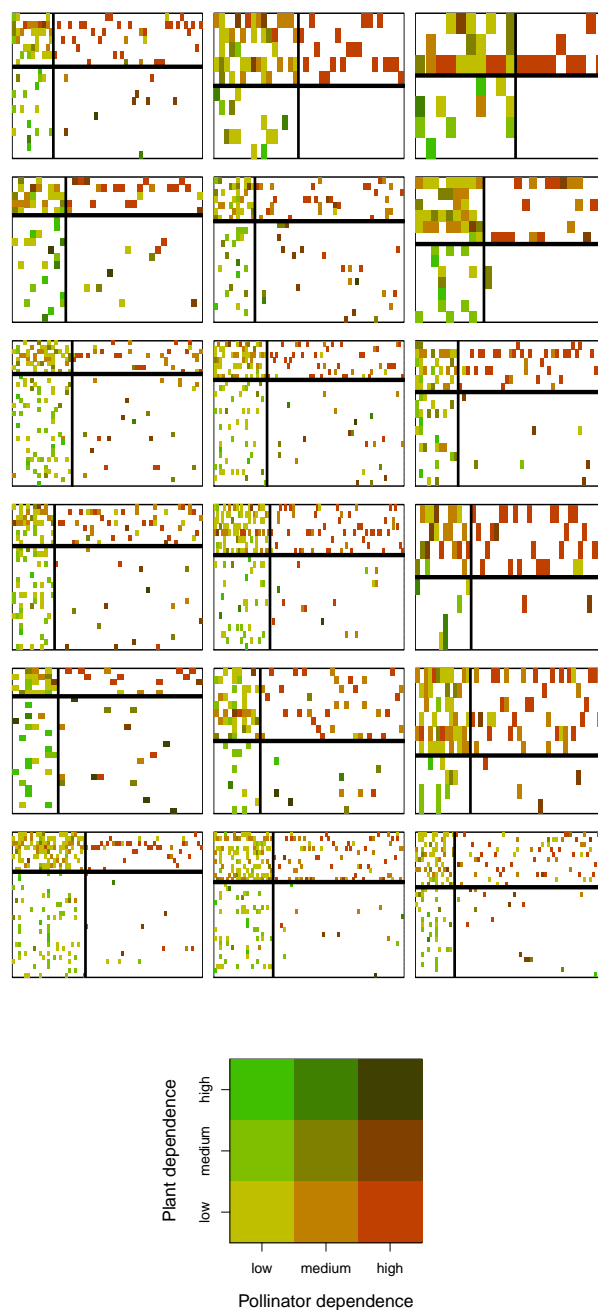 Plant dependence
high
medium
low
low medium high
Pollinator dependence